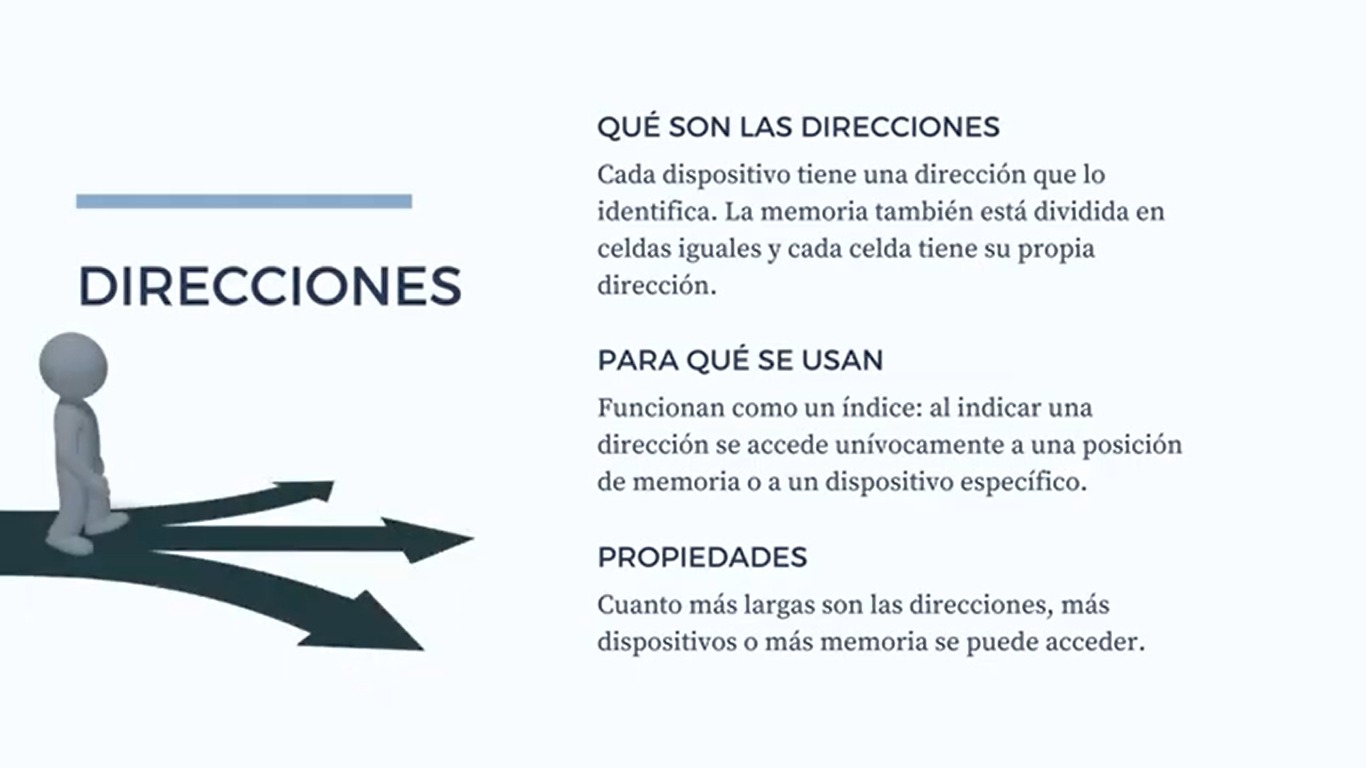 DIRECCIONES
QUÉ SON LAS DIRECCIONES
Cada dispositivo tiene una dirección que lo
identifica. La memoria también está dividida en
celdas iguales y cada celda tiene su propia
dirección.
PARA QUÉ SE USAN
Funcionan como un índice: al indicar una
dirección se accede unívocamente a una posición
de memoria o a un dispositivo específico.
PROPIEDADES
Cuanto más largas son las direcciones, más
dispositivos o más memoria se puede acceder.